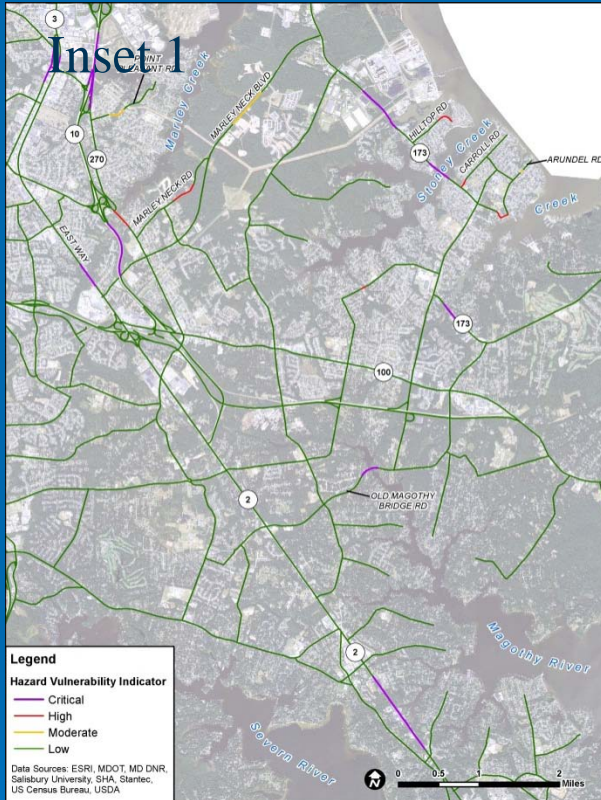 Inset 1
3
POINT
PLEASANT RD
Marley Creek
MARLEY NECK BLVD
10
270
HILLTOP RD
173
Stoney Creek
CARROLL RD
ARUNDEL RD
Creek
MARLEY NECK RD
EAST WAY
173
100
2
OLD MAGOTHY
BRIDGE RD
2
Magothy River
Severn River
Legend
Hazard Vulnerability Indicator
Critical
High
Moderate
Low
Data Sources: ESRI, MDOT, MD DNR,
Salisbury University, SHA, Stantec,
US Census Bureau, USDA
N
0 0.5 1 2
Miles